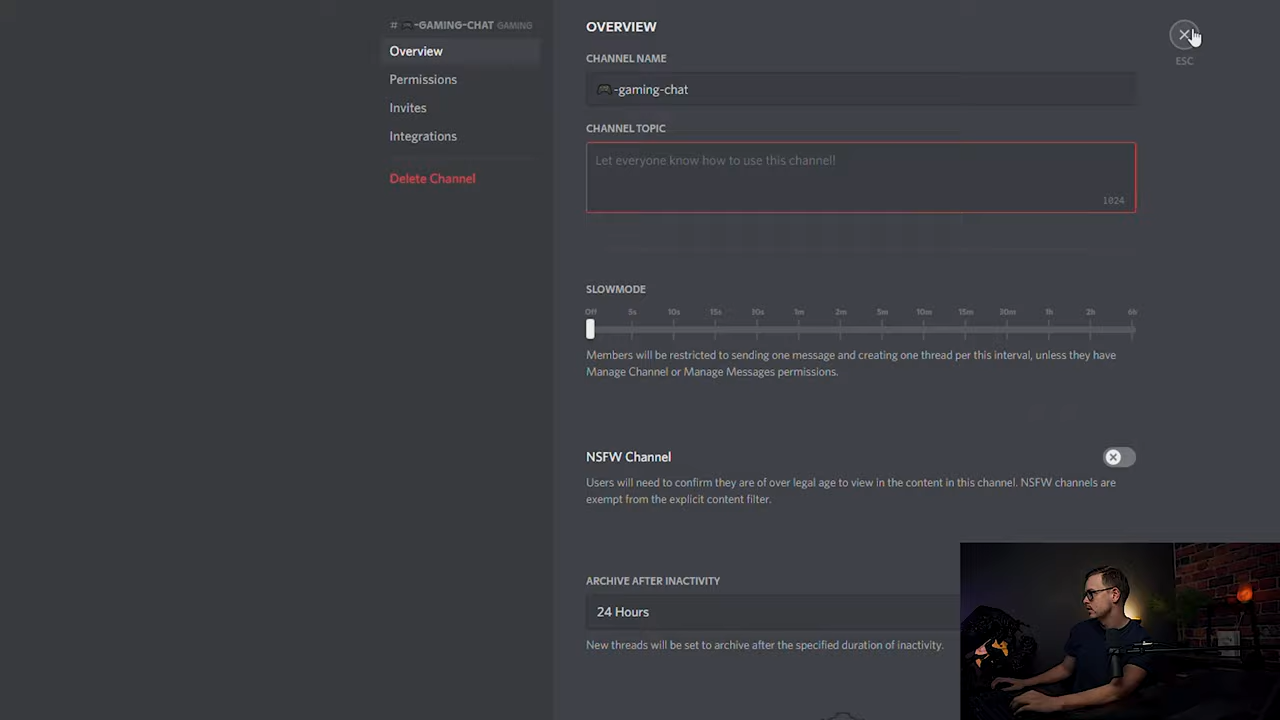 # 🎮-GAMING-CHAT GAMING
Overview
Permissions
Invites
Integrations
Delete Channel
OVERVIEW
ESC
CHANNEL NAME
🎮-gaming-chat
CHANNEL TOPIC
Let everyone know how to use this channel!
1024
SLOWMODE
Off 5s 10s 15s 30s 1m 2m 5m 10m 15m 30m 1h 2h 6h
Members will be restricted to sending one message and creating one thread per this interval, unless they have
Manage Channel or Manage Messages permissions.
NSFW Channel
Users will need to confirm they are of over legal age to view in the content in this channel. NSFW channels are
exempt from the explicit content filter.
ARCHIVE AFTER INACTIVITY
24 Hours
New threads will be set to archive after the specified duration of inactivity.